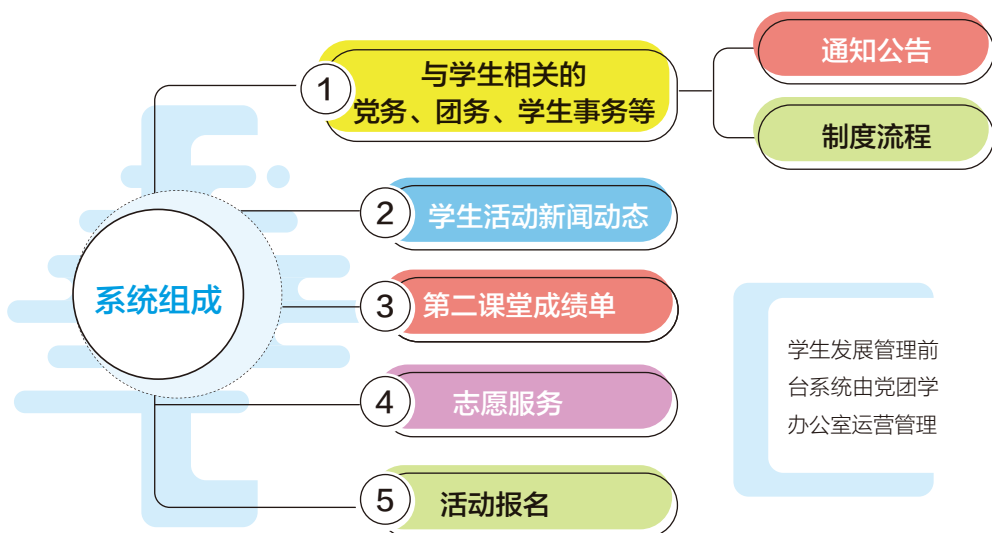 系统组成
1
与学生相关的
党务、团务、学生事务等
通知公告
制度流程
2
学生活动新闻动态
3
第二课堂成绩单
4
志愿服务
5
活动报名
学生发展管理前
台系统由党团学
办公室运营管理